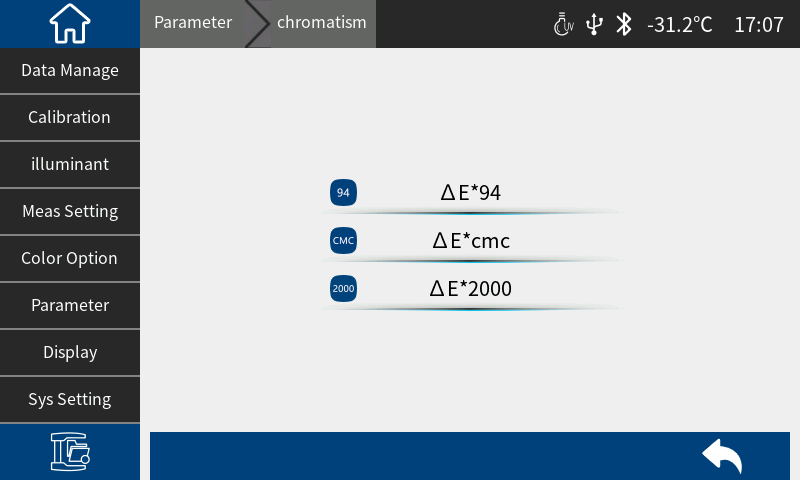 Parameter
chromatism
UV
-31.2℃
17:07
Data Manage
Calibration
illuminant
Meas Setting
Color Option
Parameter
Display
Sys Setting
94 ΔE*94
CMC ΔE*cmc
2000 ΔE*2000